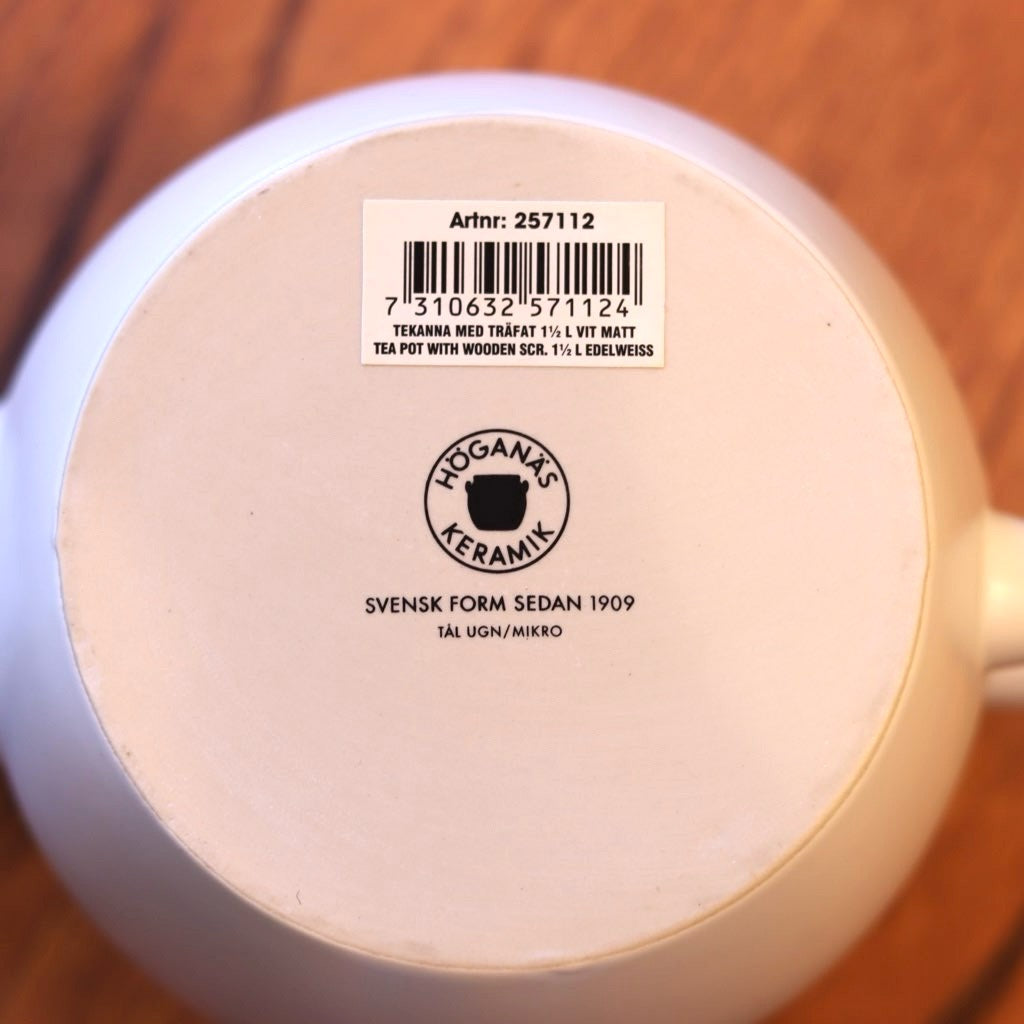 Artnr: 257112
7 310632 571124
TEKANNA MED TRÄFAT 1½ L VIT MATT
TEA POT WITH WOODEN SCR. 1½ L EDELWEISS
HÖGANÄS
KERAMIK
SVENSK FORM SEDAN 1909
TÅL UGN/MIKRO